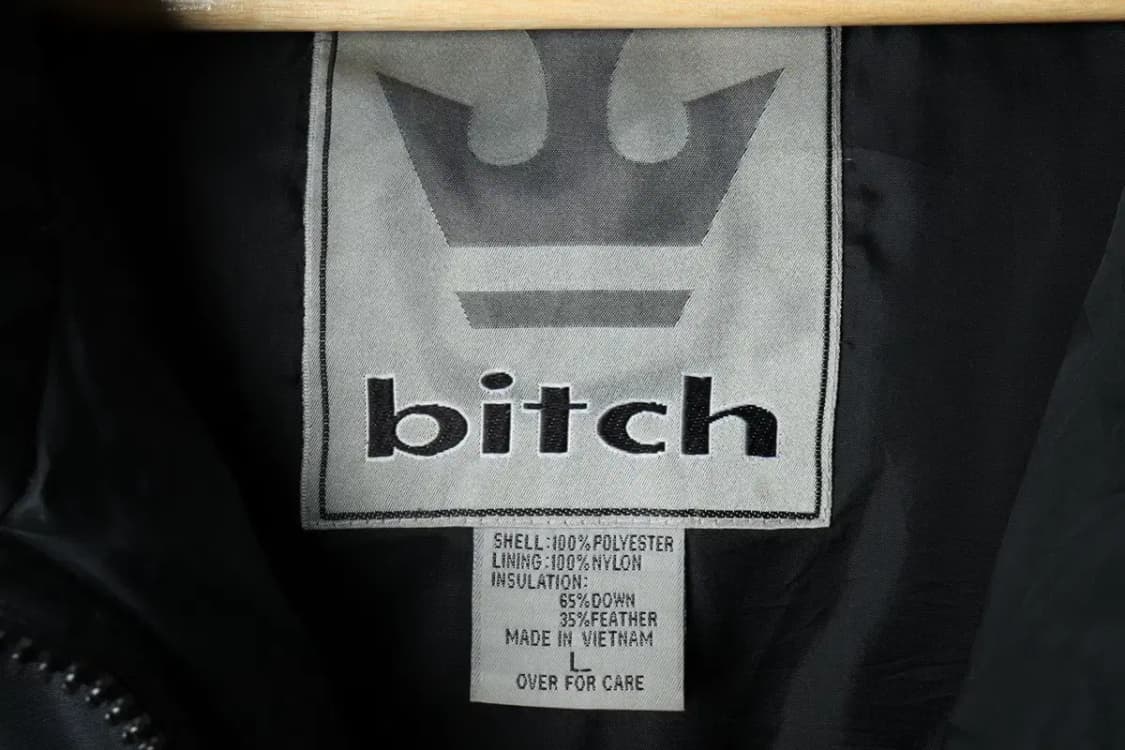 bitch
SHELL:100%POLYESTER
LINING:100%NYLON
INSULATION:
65%DOWN
35%FEATHER
MADE IN VIETNAM
L
OVER FOR CARE